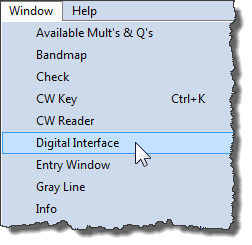 Window Help
Available Mult's & Q's
Bandmap
Check
CW Key Ctrl+K
CW Reader
Digital Interface
Entry Window
Gray Line
Info